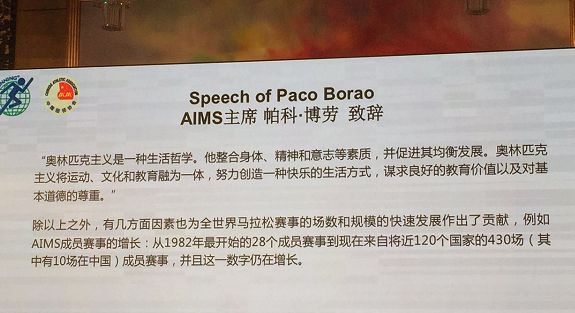 Speech of Paco Borao
AIMS主席 帕科·博劳 致辞
“奥林匹克主义是一种生活哲学。他整合身体、精神和意志等素质，并促进其均衡发展。奥林匹克
主义将运动、文化和教育融为一体，努力创造一种快乐的生活方式，谋求良好的教育价值以及对基
本道德的尊重。”
除以上之外，有几方面因素也为全世界马拉松赛事的场数和规模的快速发展作出了贡献，例如
AIMS成员赛事的增长：从1982年最开始的28个成员赛事到现在来自将近120个国家的430场（其
中有10场在中国）成员赛事，并且这一数字仍在增长。